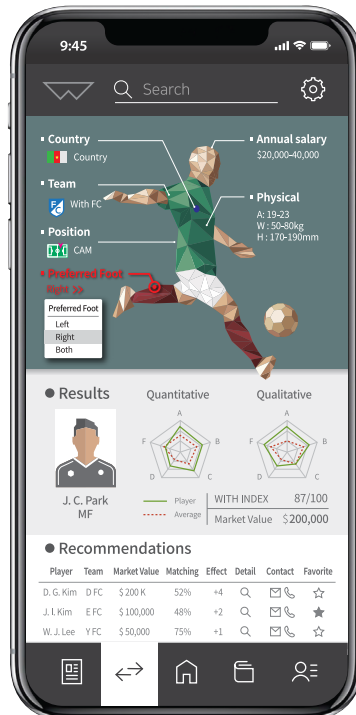 9:45
Search
Country
Country
Team
With FC
FC
Position
CAM
Preferred Foot
Right >>
Preferred Foot
Left
Right
Both
Annual salary
$20,000-40,000
Physical
A: 19-23
W : 50-80kg
H : 170-190mm
Results
Quantitative
Qualitative
A
B
C
D
F
A
B
C
D
F
J. C. Park
MF
Player
Average
WITH INDEX 87/100
Market Value $200,000
Recommendations
Player Team Market Value Matching Effect Detail Contact Favorite
D. G. Kim D FC $ 200 K 52% +4
J. I. Kim E FC $ 100,000 48% +2
W. J. Lee Y FC $ 50,000 75% +1